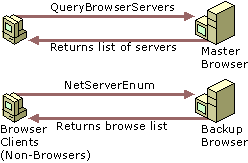 QueryBrowserServers
Returns list of servers
Master
Browser
NetServerEnum
Returns browse list
Browser
Clients
(Non-Browsers)
Backup
Browser